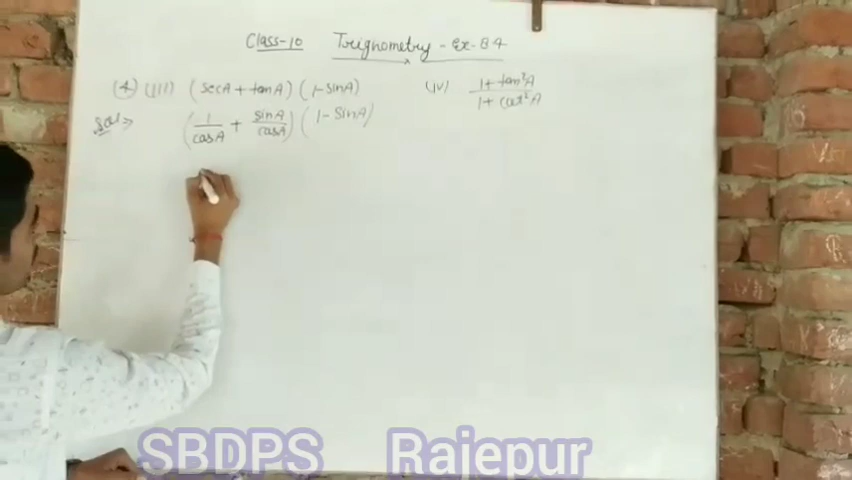 Class-10 Trignometry - Ex-8.4
(4) (iii) (secA + tanA) (1-sinA) (iv) 1+tan²A / 1+cot²A
Sol⇒ (1/cosA + sinA/cosA) (1-sinA)
SBDPS Rajepur